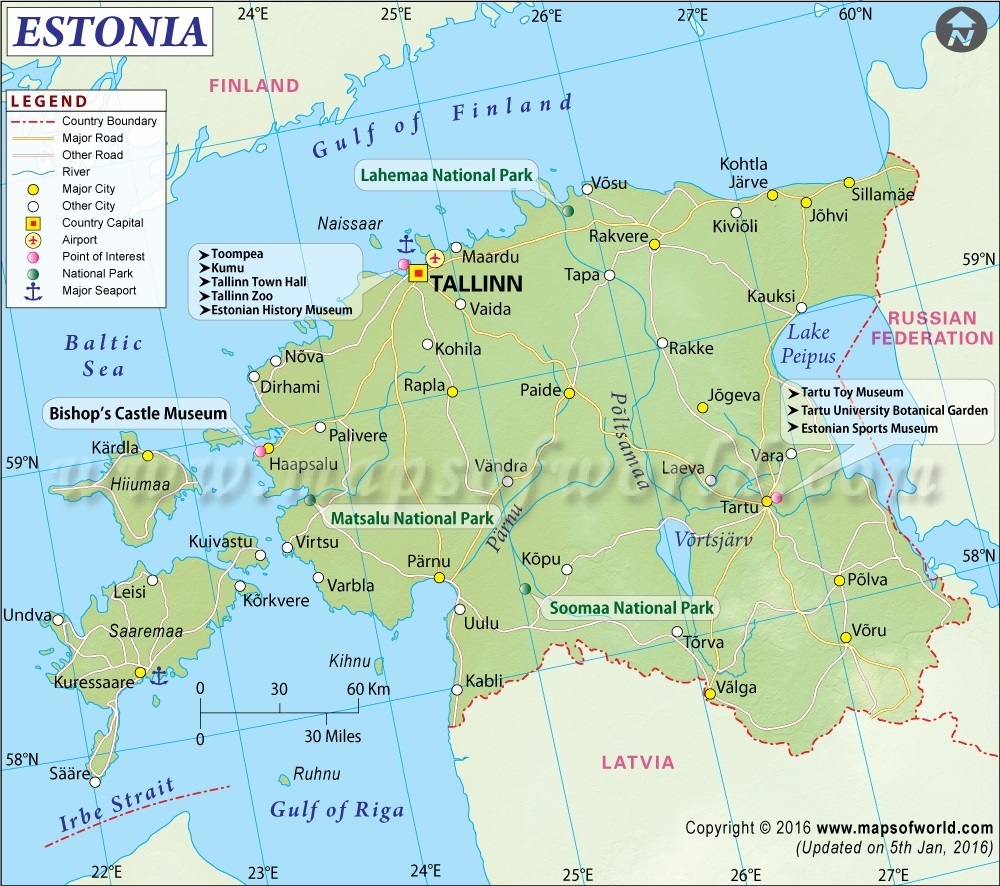 ESTONIA
24°E
25°E
26°E
27°E
60°N
N
FINLAND
LEGEND
Country Boundary
Major Road
Other Road
River
Major City
Other City
Country Capital
Airport
Point of Interest
National Park
Major Seaport
Gulf of Finland
Lahemaa National Park
Võsu
Kohtla
Järve
Sillamäe
Jõhvi
Kiviõli
Rakvere
Naissaar
Maardu
TALLINN
Toompea
Kumu
Tallinn Town Hall
Tallinn Zoo
Estonian History Museum
Tapa
59°N
Kauksi
Vaida
Baltic
Sea
Nõva
Kohila
Rakke
Lake
Peipus
RUSSIAN
FEDERATION
Dirhami
Rapla
Paide
Jõgeva
Tartu Toy Museum
Tartu University Botanical Garden
Estonian Sports Museum
Bishop's Castle Museum
Põltsamaa
Palivere
Kärdla
59°N
Haapsalu
Vändra
Laeva
Vara
www.mapsofworld.com
Hiiumaa
Matsalu National Park
Pärnu
Tartu
Võrtsjärv
Kuivastu
Virtsu
58°N
Pärnu
Kõpu
Leisi
Kõrkvere
Varbla
Põlva
Soomaa National Park
Undva
Uulu
Saaremaa
Tõrva
Võru
Kihnu
Kuressaare
Kabli
Välga
0
30
60 Km
0
30 Miles
58°N
Sääre
Ruhnu
LATVIA
Irbe Strait
Gulf of Riga
Copyright © 2016 www.mapsofworld.com
(Updated on 5th Jan, 2016)
22°E
23°E
24°E
25°E
26°E
27°E